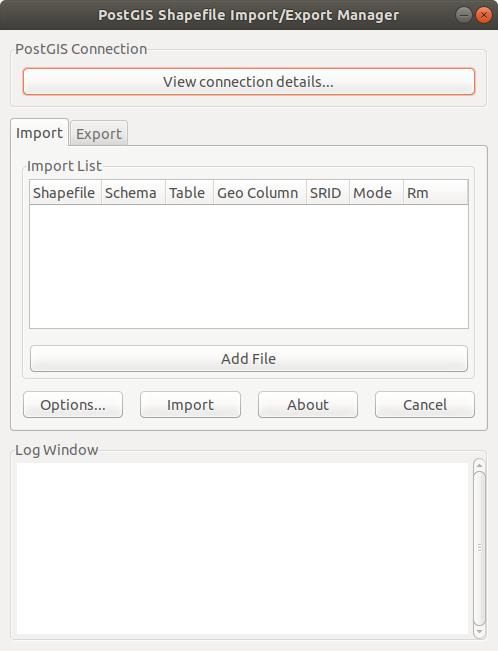 PostGIS Shapefile Import/Export Manager
PostGIS Connection
View connection details...
Import Export
Import List
Shapefile Schema Table Geo Column SRID Mode Rm
Add File
Options... Import About Cancel
Log Window